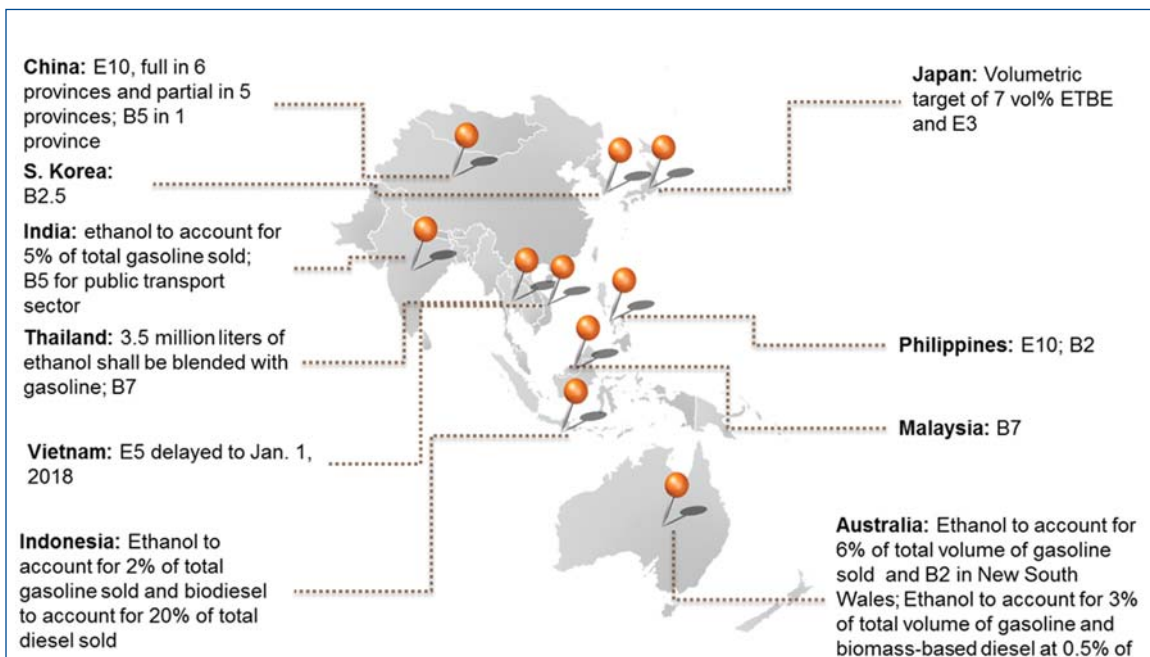 China: E10, full in 6
provinces and partial in 5
provinces; B5 in 1
province
S. Korea:
B2.5
India: ethanol to account for
5% of total gasoline sold;
B5 for public transport
sector
Thailand: 3.5 million liters of
ethanol shall be blended with
gasoline; B7
Vietnam: E5 delayed to Jan. 1,
2018
Indonesia: Ethanol to
account for 2% of total
gasoline sold and biodiesel
to account for 20% of total
diesel sold
Japan: Volumetric
target of 7 vol% ETBE
and E3
Philippines: E10; B2
Malaysia: B7
Australia: Ethanol to account for
6% of total volume of gasoline
sold and B2 in New South
Wales; Ethanol to account for 3%
of total volume of gasoline and
biomass-based diesel at 0.5% of